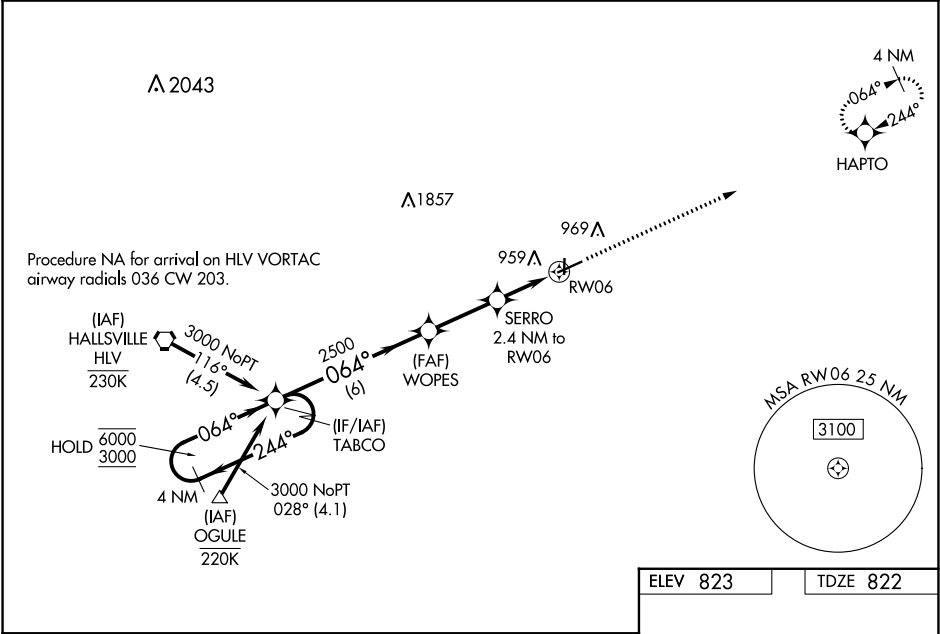 4 NM
2043
064°
244°
HAPTO
1857
969
959
Procedure NA for arrival on HLV VORTAC
airway radials 036 CW 203.
RW06
(IAF)
HALLSVILLE
HLV
230K
3000 NoPT
116°
(4.5)
SERRO
2.4 NM to
RW06
2500
064°
(6)
(FAF)
WOPES
MSA RW06 25 NM
3100
(IF/IAF)
TABCO
064°
244°
HOLD 6000
3000
4 NM
3000 NoPT
028° (4.1)
(IAF)
OGULE
220K
ELEV 823
TDZE 822